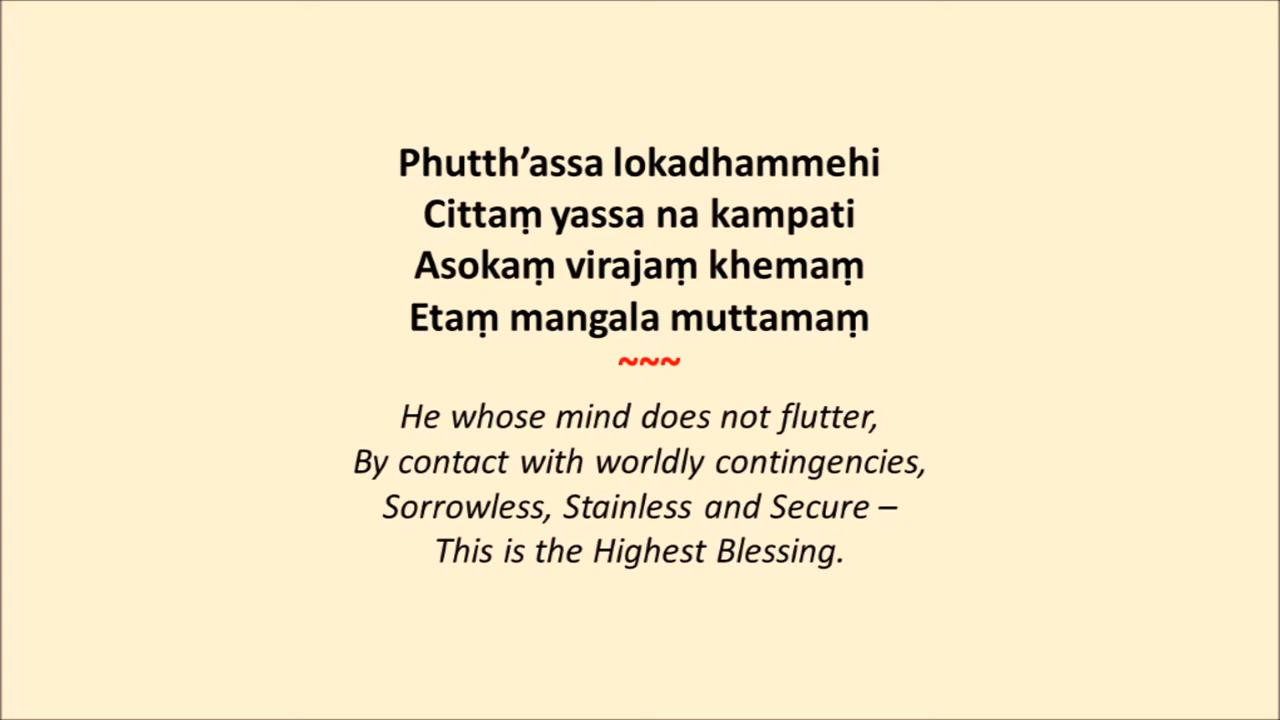 Phutth’assa lokadhammehi
Cittaṃ yassa na kampati
Asokaṃ virajaṃ khemaṃ
Etaṃ mangala muttamaṃ
~~~
He whose mind does not flutter,
By contact with worldly contingencies,
Sorrowless, Stainless and Secure –
This is the Highest Blessing.